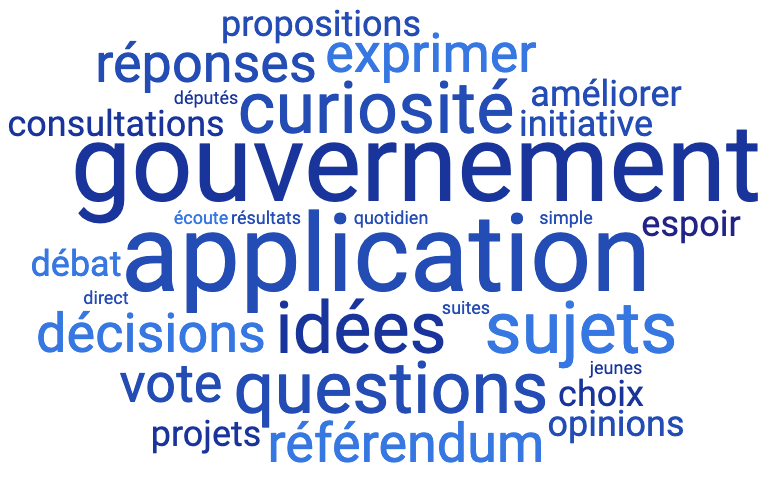 propositions
réponses exprimer
députés curiosité améliorer
consultations initiative
gouvernement
écoute résultats quotidien simple espoir
débat application
direct
décisions idées suites sujets
vote questions jeunes
choix
projets référendum opinions